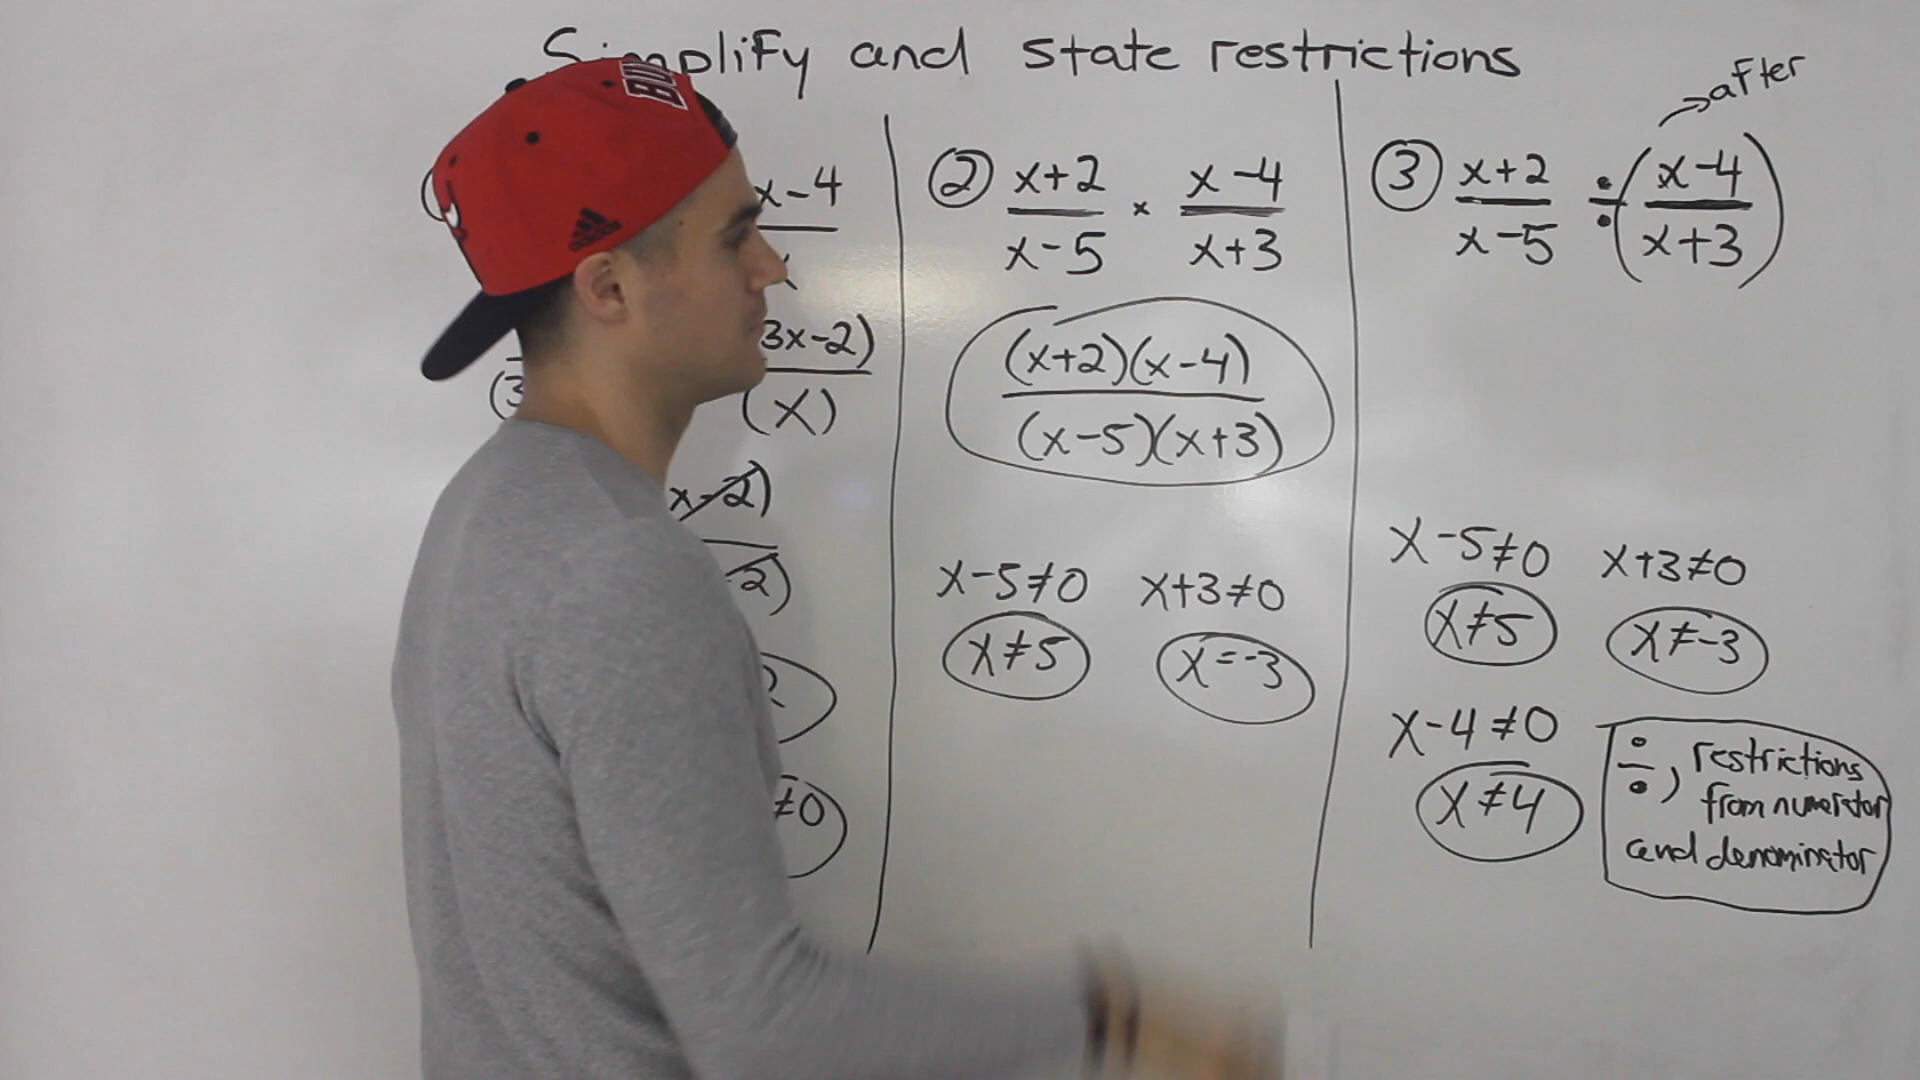 Simplify and state restrictions
x-4
3x-2)
(x)
x-2)
-2)
≠0
② x+2 / x-5 × x-4 / x+3
(x+2)(x-4)
(x-5)(x+3)
x-5≠0 x+3≠0
x≠5 x=-3
→after
③ x+2 / x-5 ÷ (x-4 / x+3)
x-5≠0 x+3≠0
x≠5 x≠-3
x-4≠0
x≠4
÷, restrictions
from numerator
and denominator